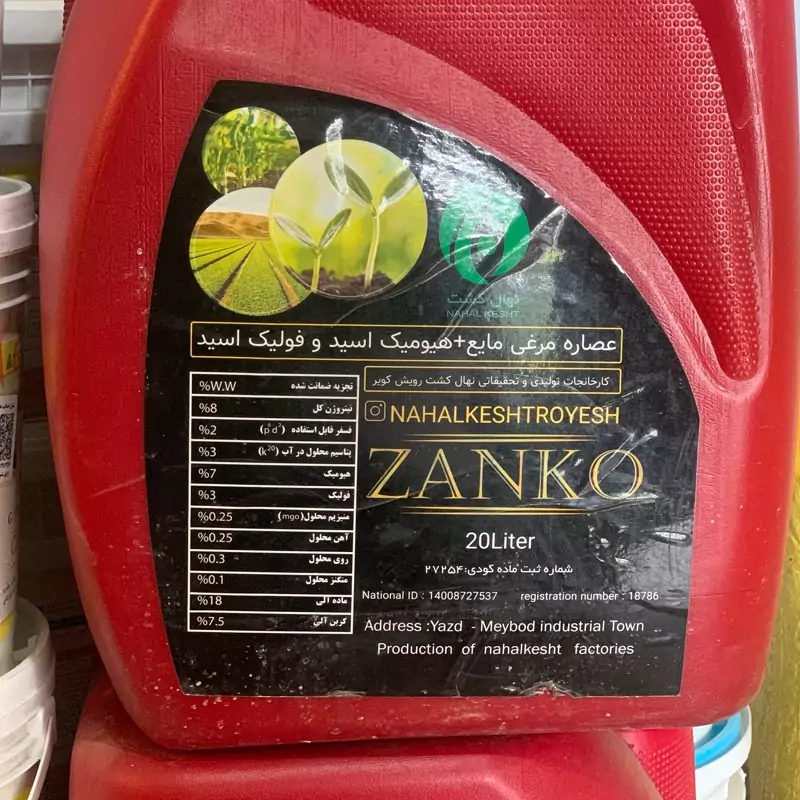 نهال کشت
NAHAL KESHT
عصاره مرغی مایع+هیومیک اسید و فولیک اسید
کارخانجات تولیدی و تحقیقاتی نهال کشت رویش کویر
NAHALKESHTROYESH
ZANKO
20Liter
شماره ثبت ماده کودی:۲۷۲۵۴
National ID : 14008727537 registration number : 18786
Address :Yazd - Meybod industrial Town
Production of nahalkesht factories
تجزیه ضمانت شده %W.W
نیتروژن کل %8
فسفر قابل استفاده %2
پتاسیم محلول در آب (k20) %3
هیومیک %7
فولیک %3
منیزیم محلول(mgo) %0.25
آهن محلول %0.25
روی محلول %0.3
منگنز محلول %0.1
ماده آلی %18
کربن آلی %7.5